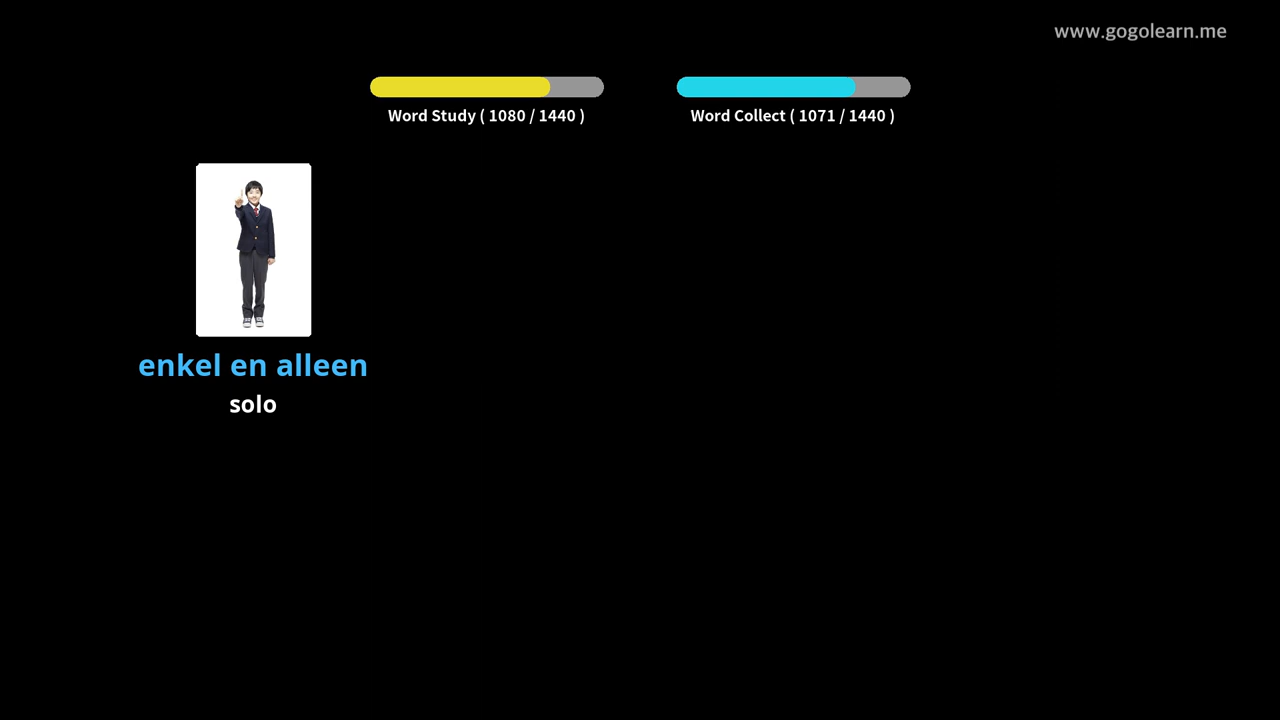 www.gogolearn.me
Word Study ( 1080 / 1440 )
Word Collect ( 1071 / 1440 )
enkel en alleen
solo